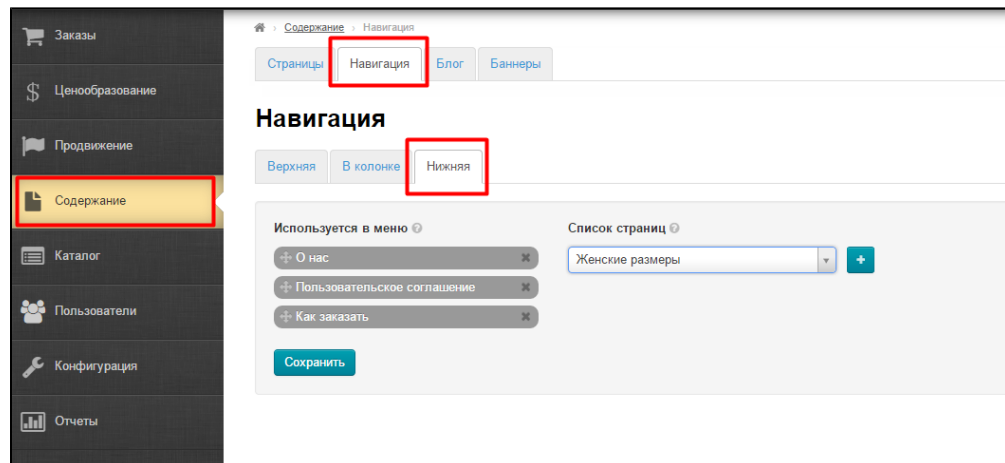 Заказы
Ценообразование
Продвижение
Содержание
Каталог
Пользователи
Конфигурация
Отчеты
Содержание › Навигация
Страницы Навигация Блог Баннеры
Навигация
Верхняя В колонке Нижняя
Используется в меню
О нас
Пользовательское соглашение
Как заказать
Сохранить
Список страниц
Женские размеры